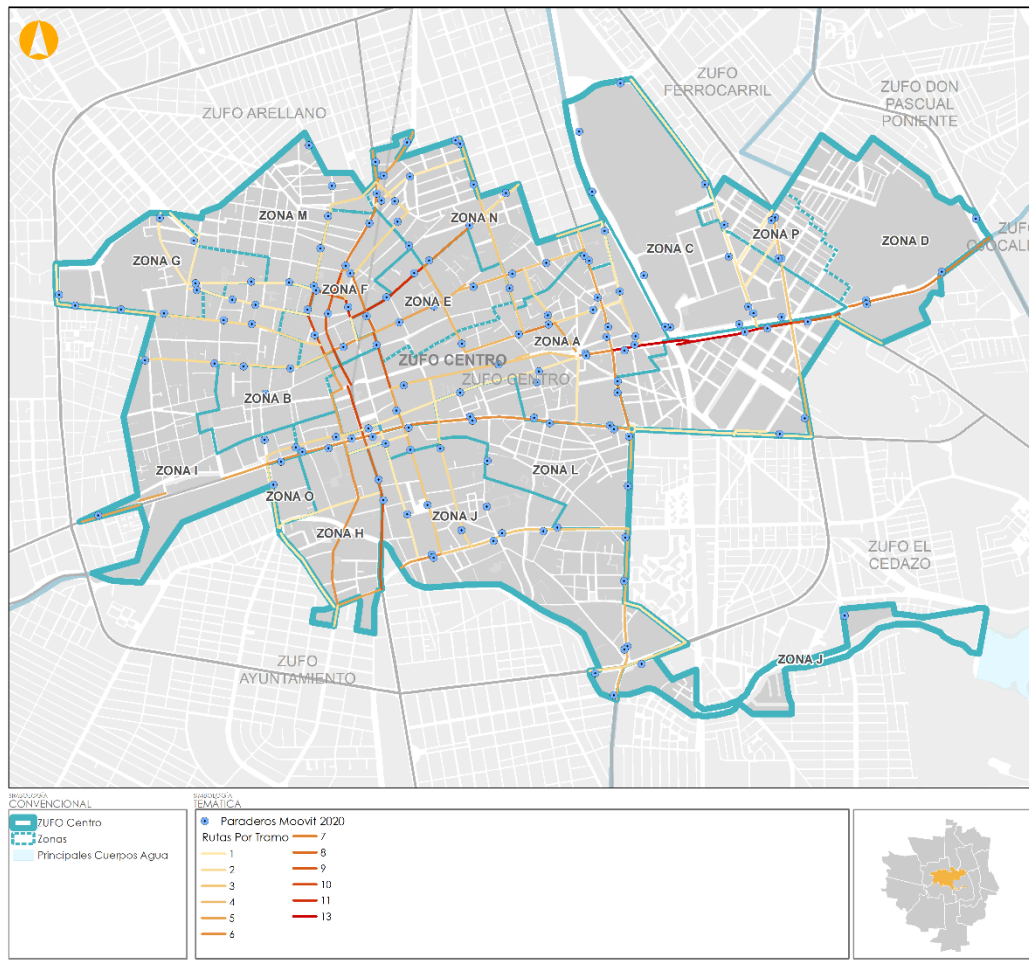 ZUFO
FERROCARRIL
ZUFO DON
PASCUAL
PONIENTE
ZUFO ARELLANO
ZONA M
ZONA N
ZONA P
ZONA D
ZUFO
ZONA C
ZONA G
ZONA F
ZONA E
ZONA A
ZUFO CENTRO
ZUFO CENTRO
ZONA B
ZONA I
ZONA L
ZONA O
ZONA J
ZONA H
ZUFO EL
CEDAZO
ZONA J
ZUFO
AYUNTAMIENTO
SIMBOLOGÍA
CONVENCIONAL
ZUFO Centro
Zonas
Principales Cuerpos Agua
SIMBOLOGÍA
TEMÁTICA
Paraderos Moovit 2020
Rutas Por Tramo
1
2
3
4
5
6
7
8
9
10
11
13